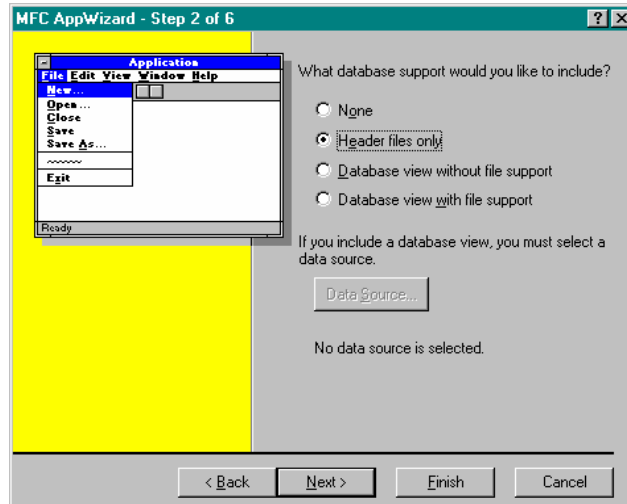 MFC AppWizard - Step 2 of 6
Application
File Edit View Window Help
New...
Open...
Close
Save
Save As...
Exit
Ready
What database support would you like to include?
None
Header files only
Database view without file support
Database view with file support
If you include a database view, you must select a
data source.
Data Source...
No data source is selected.
< Back Next > Finish Cancel